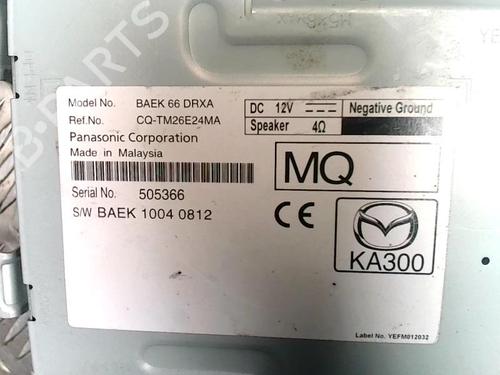 Model No. BAEK 66 DRXA
Ref.No. CQ-TM26E24MA
Panasonic Corporation
Made in Malaysia
Serial No. 505366
S/W BAEK 1004 0812
DC 12V Negative Ground
Speaker 4Ω
MQ
CE
KA300
Label No. YEFM012032
B-PARTS